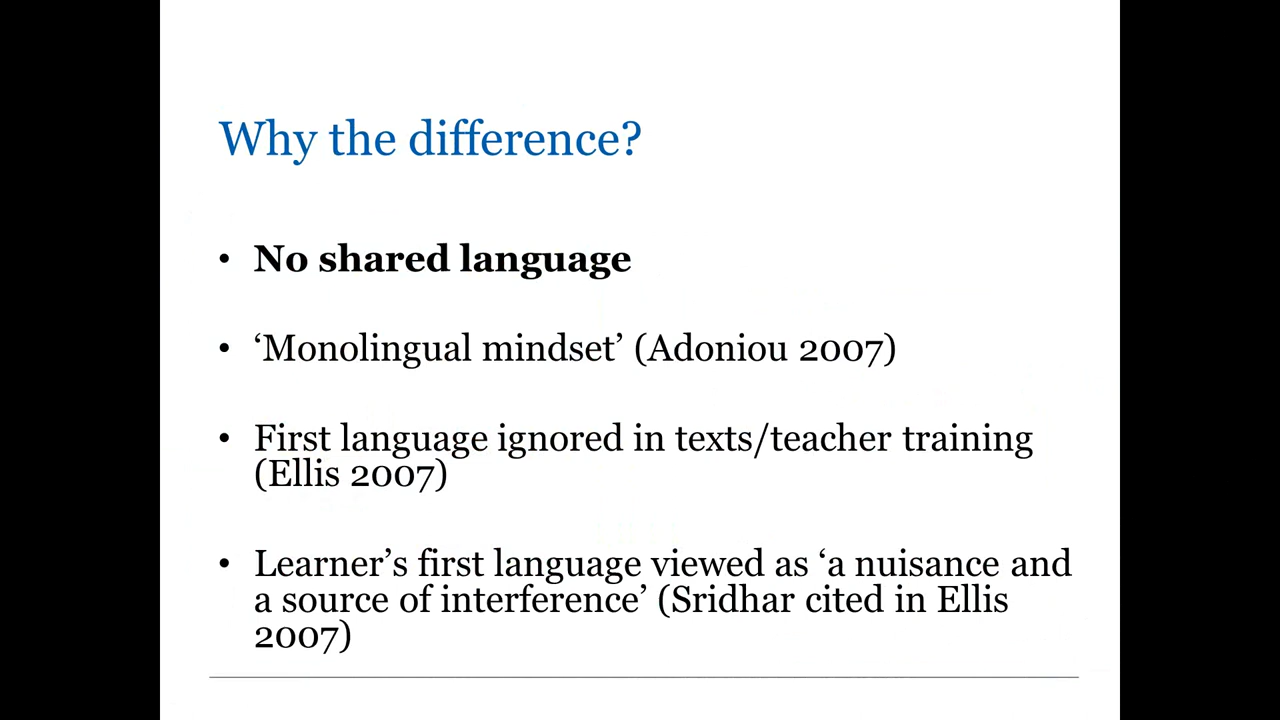 Why the difference?
• No shared language
• ‘Monolingual mindset’ (Adoniou 2007)
• First language ignored in texts/teacher training
(Ellis 2007)
• Learner’s first language viewed as ‘a nuisance and
a source of interference’ (Sridhar cited in Ellis
2007)